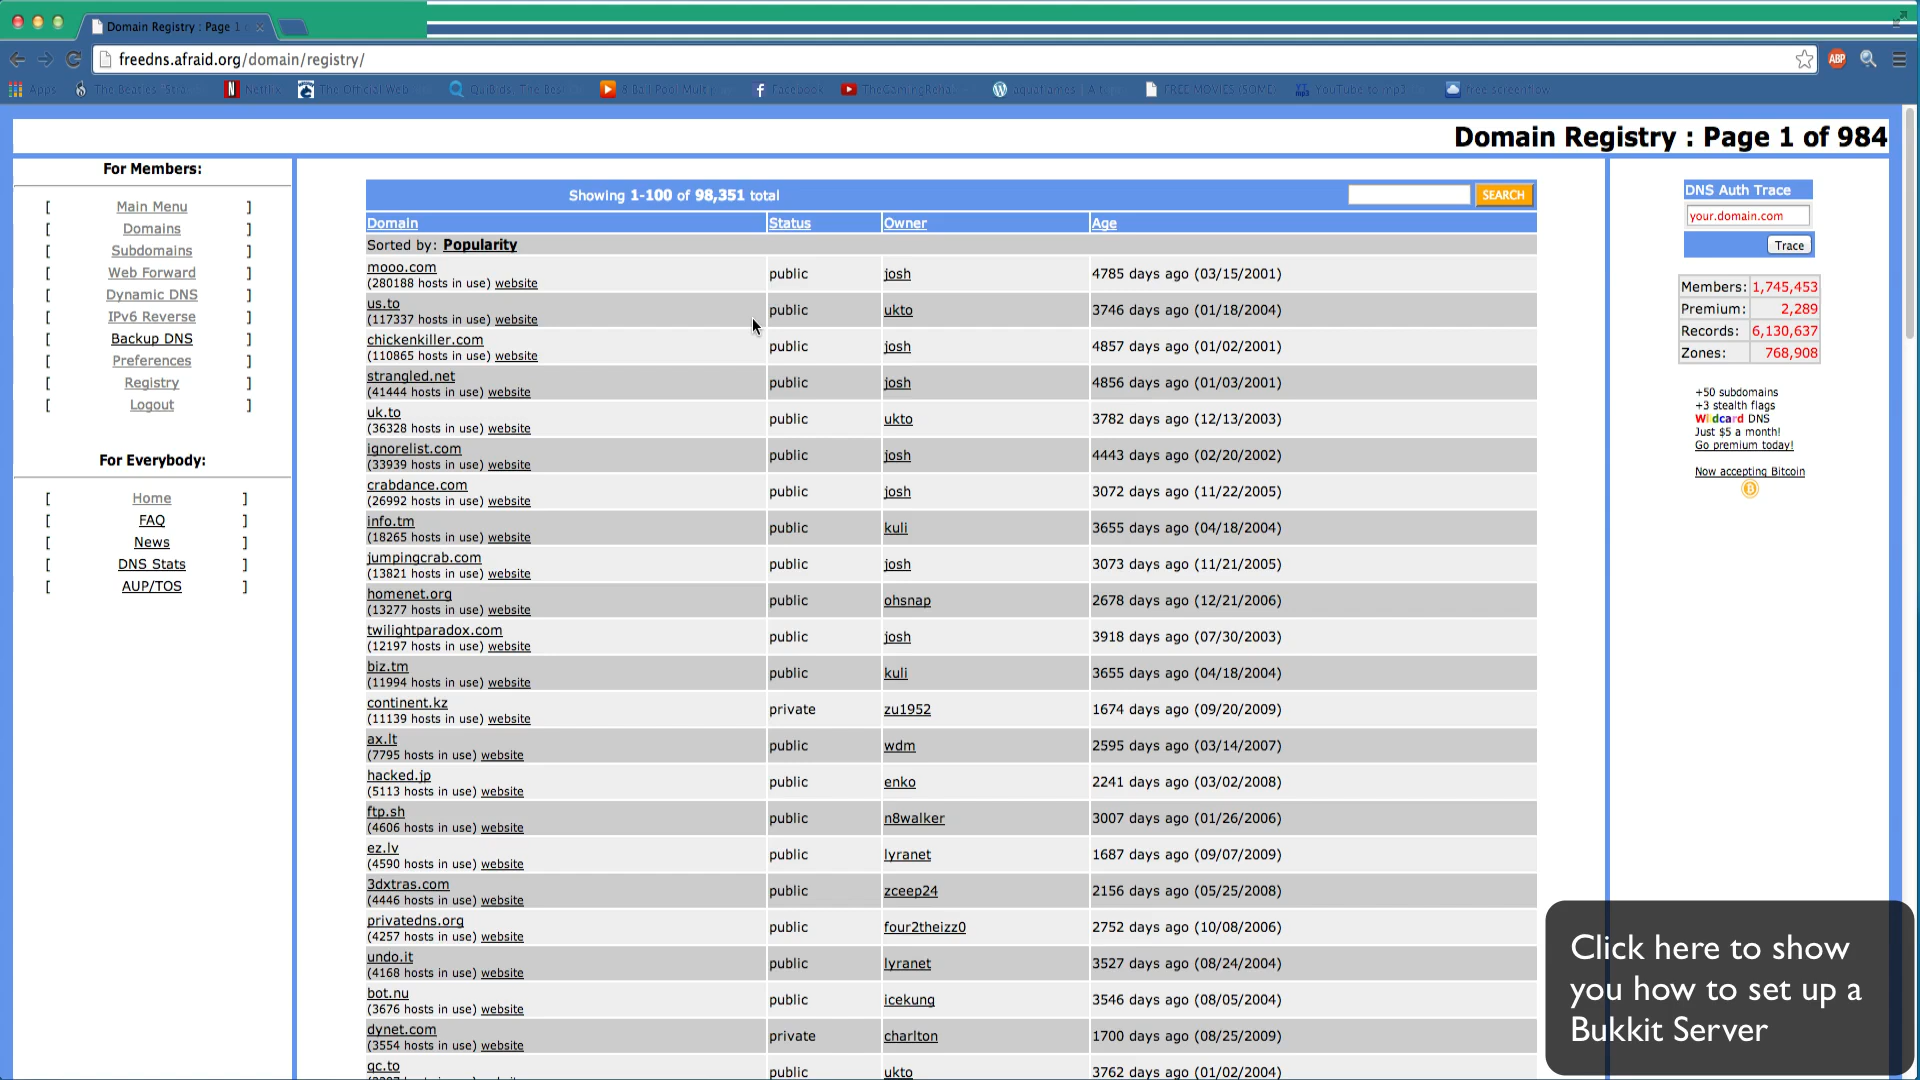 Domain Registry : Page 1
freedns.afraid.org/domain/registry/
Apps The Beatles Netflix The Official Web QuiBids - The Bes 8 Ball Pool Multi Facebook YouTube to mp3 free screenflow
Domain Registry : Page 1 of 984
For Members:
[ Main Menu ]
[ Domains ]
[ Subdomains ]
[ Web Forward ]
[ Dynamic DNS ]
[ IPv6 Reverse ]
[ Backup DNS ]
[ Preferences ]
[ Registry ]
[ Logout ]
For Everybody:
[ Home ]
[ FAQ ]
[ News ]
[ DNS Stats ]
[ AUP/TOS ]
Showing 1-100 of 98,351 total SEARCH
Domain Status Owner Age
Sorted by: Popularity
mooo.com
(280188 hosts in use) website public josh 4785 days ago (03/15/2001)
us.to
(117337 hosts in use) website public ukto 3746 days ago (01/18/2004)
chickenkiller.com
(110865 hosts in use) website public josh 4857 days ago (01/02/2001)
strangled.net
(41444 hosts in use) website public josh 4856 days ago (01/03/2001)
uk.to
(36328 hosts in use) website public ukto 3782 days ago (12/13/2003)
ignorelist.com
(33939 hosts in use) website public josh 4443 days ago (02/20/2002)
crabdance.com
(26992 hosts in use) website public josh 3072 days ago (11/22/2005)
info.tm
(18265 hosts in use) website public kuli 3655 days ago (04/18/2004)
jumpingcrab.com
(13821 hosts in use) website public josh 3073 days ago (11/21/2005)
homenet.org
(13277 hosts in use) website public ohsnap 2678 days ago (12/21/2006)
twilightparadox.com
(12197 hosts in use) website public josh 3918 days ago (07/30/2003)
biz.tm
(11994 hosts in use) website public kuli 3655 days ago (04/18/2004)
continent.kz
(11139 hosts in use) website private zu1952 1674 days ago (09/20/2009)
ax.lt
(7795 hosts in use) website public wdm 2595 days ago (03/14/2007)
hacked.jp
(5113 hosts in use) website public enko 2241 days ago (03/02/2008)
ftp.sh
(4606 hosts in use) website public n8walker 3007 days ago (01/26/2006)
ez.lv
(4590 hosts in use) website public lyranet 1687 days ago (09/07/2009)
3dxtras.com
(4446 hosts in use) website public zceep24 2156 days ago (05/25/2008)
privatedns.org
(4257 hosts in use) website public four2theizz0 2752 days ago (10/08/2006)
undo.it
(4168 hosts in use) website public lyranet 3527 days ago (08/24/2004)
bot.nu
(3676 hosts in use) website public icekung 3546 days ago (08/05/2004)
dynet.com
(3554 hosts in use) website private charlton 1700 days ago (08/25/2009)
qc.to
public ukto 3762 days ago (01/02/2004)
DNS Auth Trace
your.domain.com
Trace
Members: 1,745,453
Premium: 2,289
Records: 6,130,637
Zones: 768,908
+50 subdomains
+3 stealth flags
Wildcard DNS
Just $5 a month!
Go premium today!
Now accepting Bitcoin
ABP
Click here to show
you how to set up a
Bukkit Server